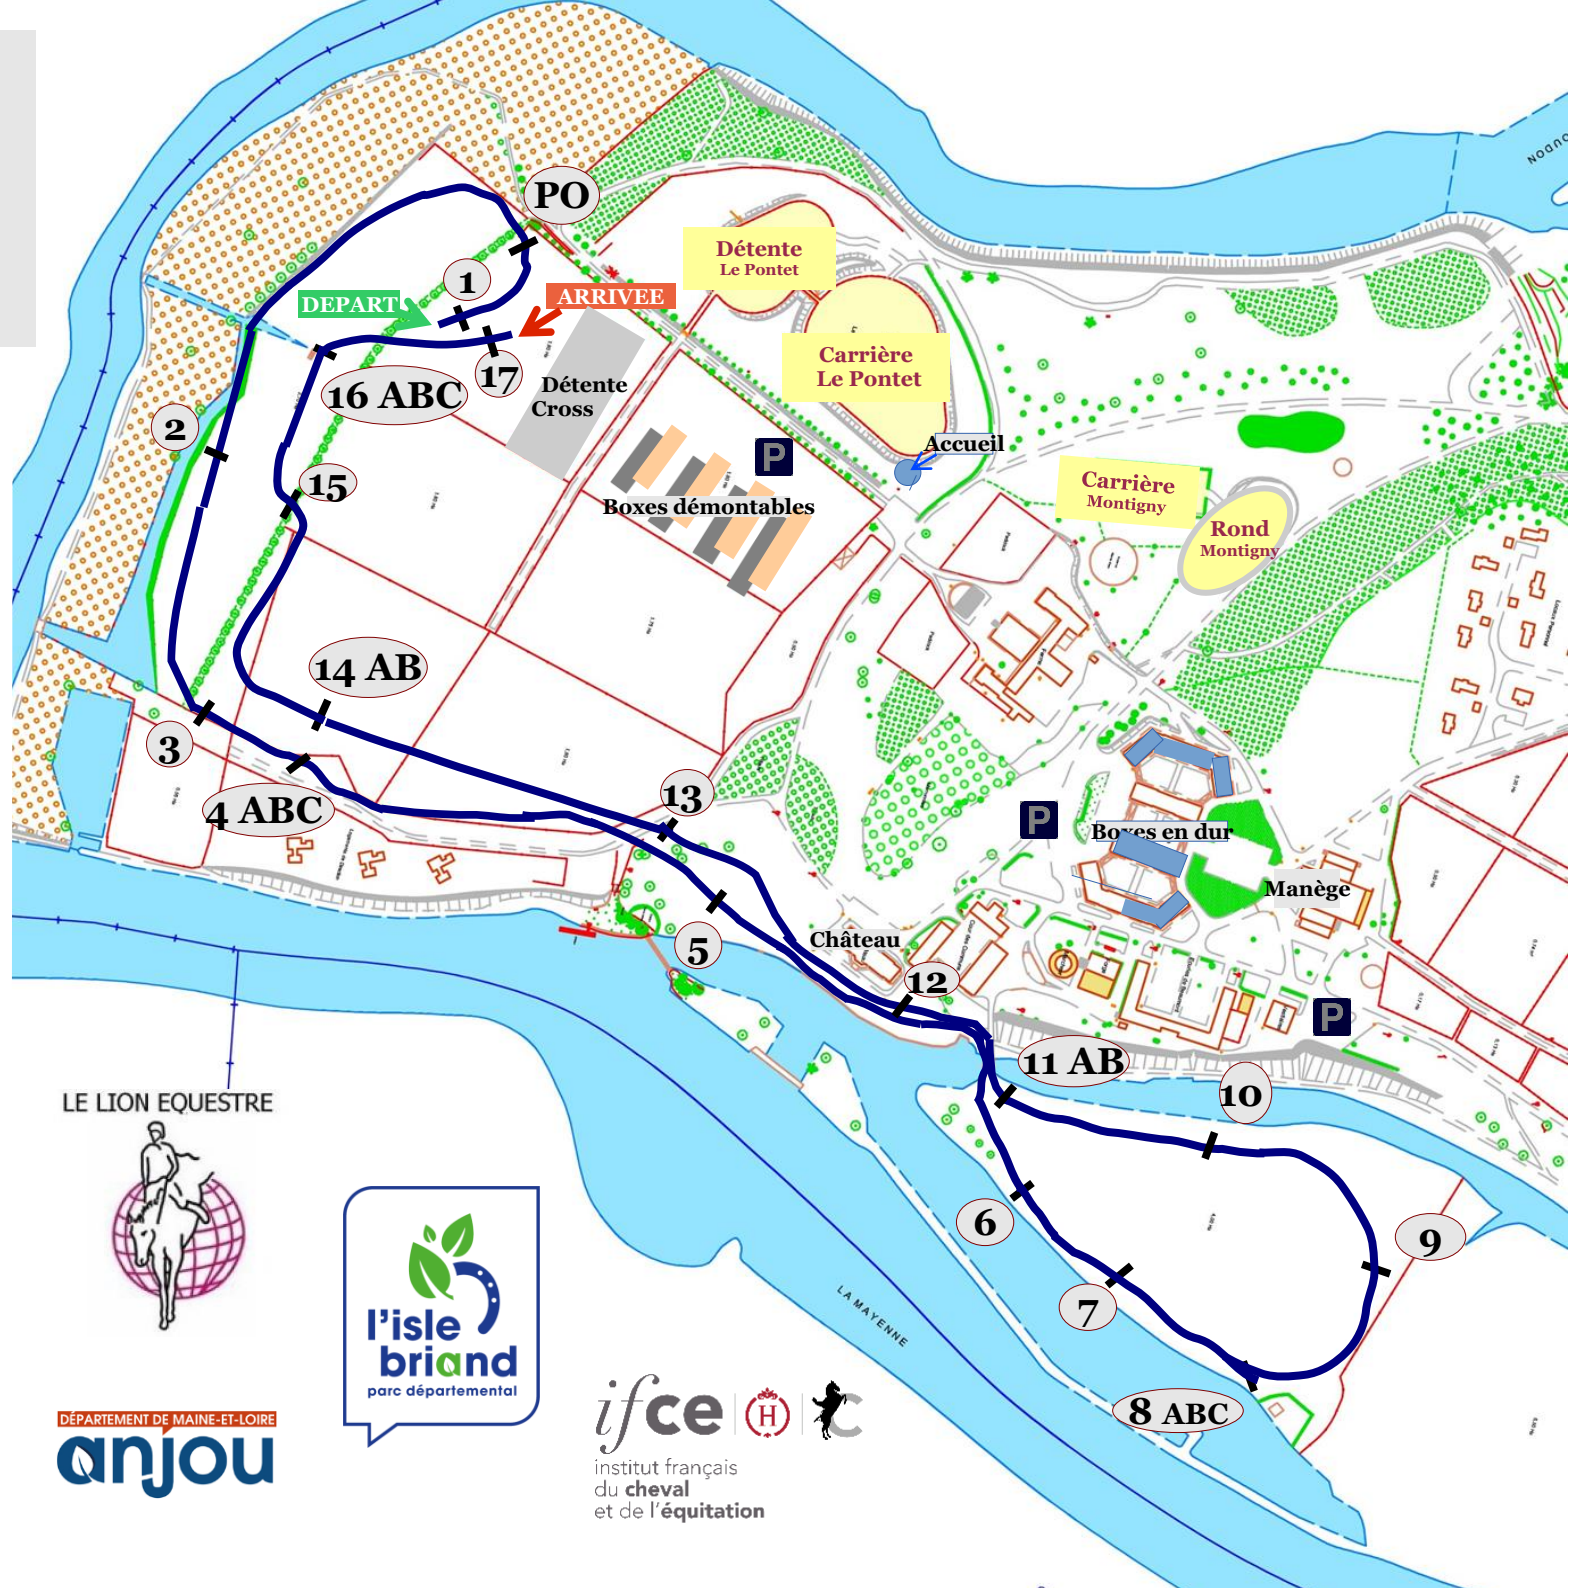 OUDON
PO
Détente
Le Pontet
1
DEPART
ARRIVEE
Carrière
Le Pontet
16 ABC
17
Détente
Cross
2
Accueil
P
15
Carrière
Montigny
Boxes démontables
Rond
Montigny
14 AB
3
13
4 ABC
P
Boxes en dur
Manège
5
Château
12
P
11 AB
10
LE LION EQUESTRE
6
9
7
LA MAYENNE
8 ABC
l'isle
briand
parc départemental
DÉPARTEMENT DE MAINE-ET-LOIRE
anjou
ifce
H
institut français
du cheval
et de l'équitation